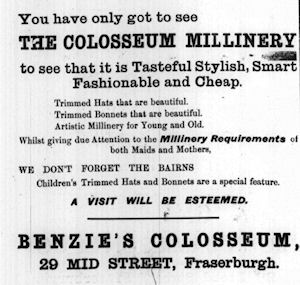 You have only got to see
THE COLOSSEUM MILLINERY
to see that it is Tasteful Stylish, Smart
Fashionable and Cheap.
Trimmed Hats that are beautiful.
Trimmed Bonnets that are beautiful.
Artistic Millinery for Young and Old.
Whilst giving due Attention to the Millinery Requirements of
both Maids and Mothers,
WE DON'T FORGET THE BAIRNS
Children's Trimmed Hats and Bonnets are a special feature.
A VISIT WILL BE ESTEEMED.
BENZIE'S COLOSSEUM,
29 MID STREET, Fraserburgh.